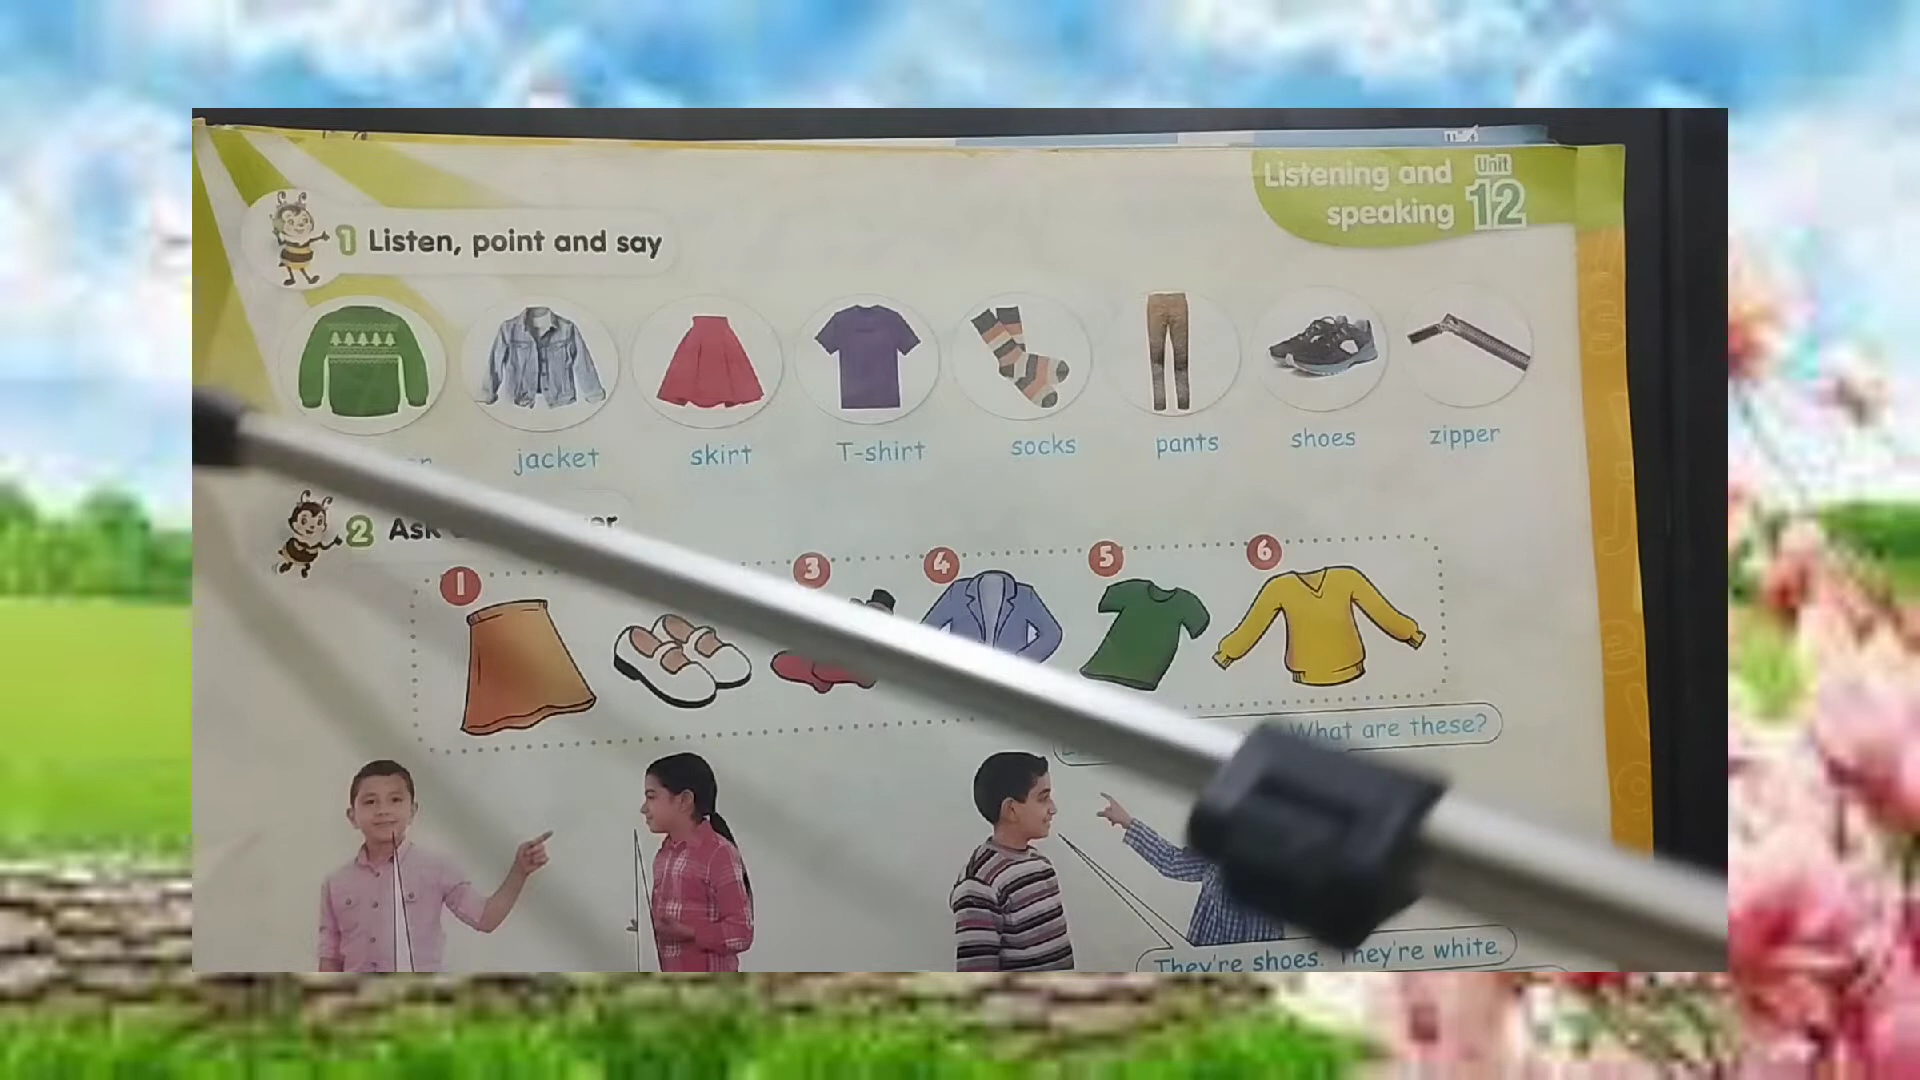 Listening and
speaking
Unit
12
1 Listen, point and say
jacket
skirt
T-shirt
socks
pants
shoes
zipper
2 Ask
1
3
4
5
6
What are these?
They're shoes. They're white.